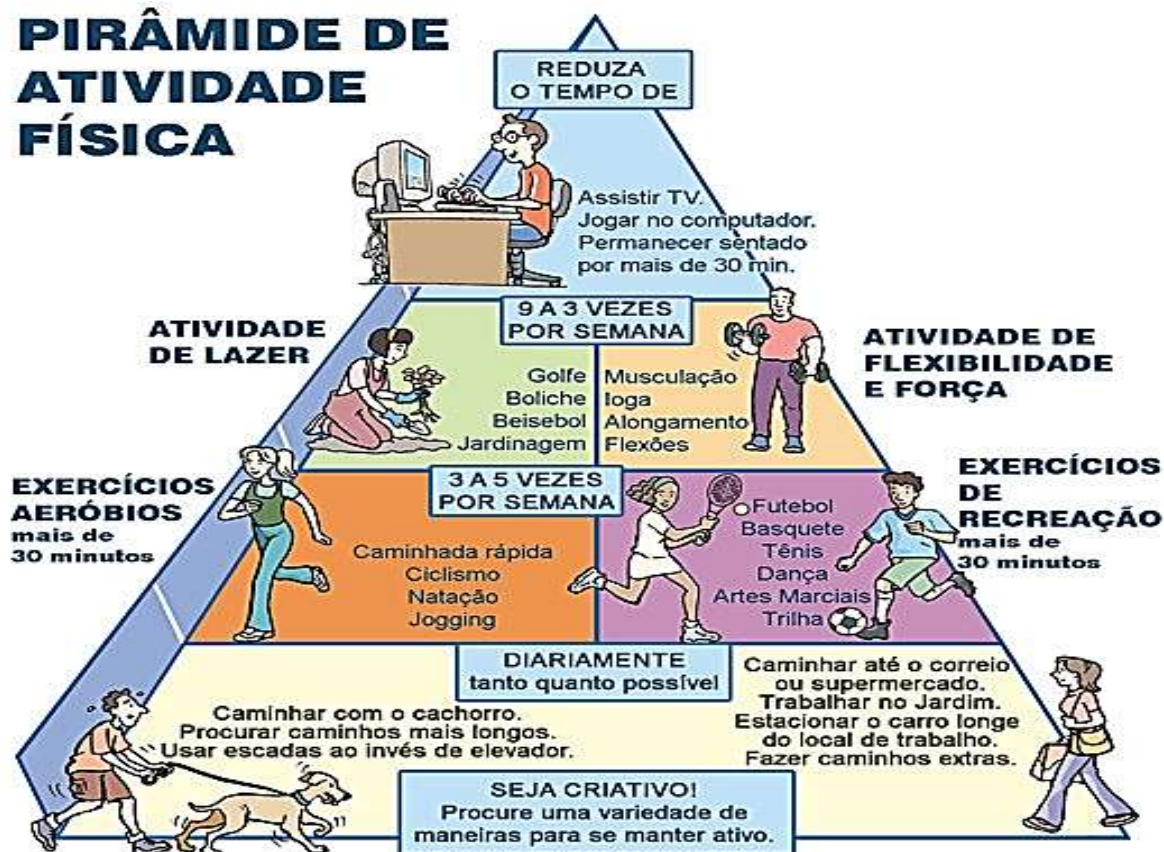 PIRÂMIDE DE
ATIVIDADE
FÍSICA
REDUZA
O TEMPO DE
Assistir TV.
Jogar no computador.
Permanecer sentado
por mais de 30 min.
9 A 3 VEZES
POR SEMANA
ATIVIDADE
DE LAZER
Golfe
Boliche
Beisebol
Jardinagem
Musculação
Ioga
Alongamento
Flexões
ATIVIDADE DE
FLEXIBILIDADE
E FORÇA
3 A 5 VEZES
POR SEMANA
EXERCÍCIOS
AERÓBIOS
mais de
30 minutos
Caminhada rápida
Ciclismo
Natação
Jogging
Futebol
Basquete
Tênis
Dança
Artes Marciais
Trilha
EXERCÍCIOS
DE
RECREAÇÃO
mais de
30 minutos
DIARIAMENTE
tanto quanto possível
Caminhar com o cachorro.
Procurar caminhos mais longos.
Usar escadas ao invés de elevador.
Caminhar até o correio
ou supermercado.
Trabalhar no Jardim.
Estacionar o carro longe
do local de trabalho.
Fazer caminhos extras.
SEJA CRIATIVO!
Procure uma variedade de
maneiras para se manter ativo.